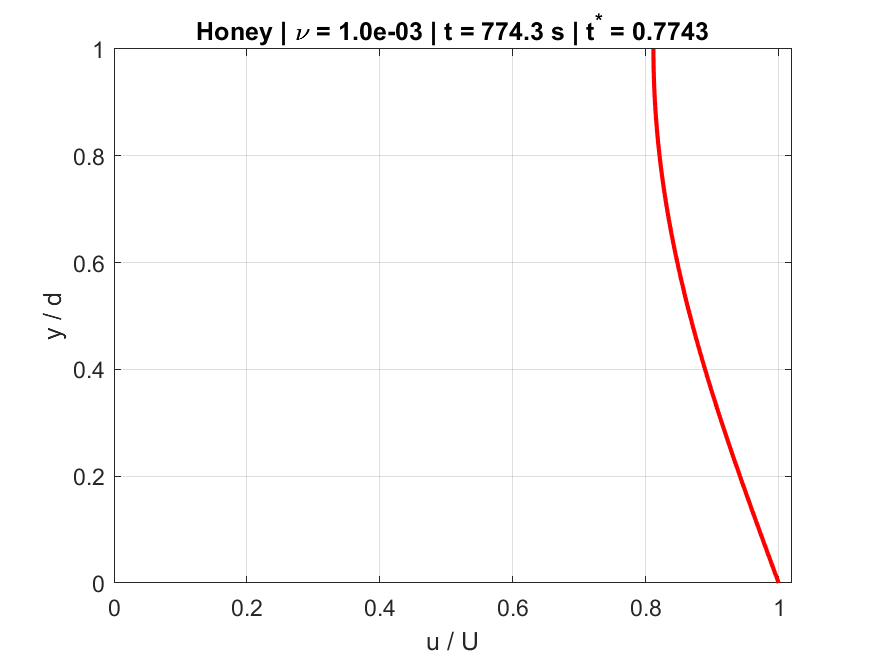 Honey | ν = 1.0e-03 | t = 774.3 s | t* = 0.7743
1
0.8
0.6
0.4
0.2
0
y / d
0 0.2 0.4 0.6 0.8 1
u / U